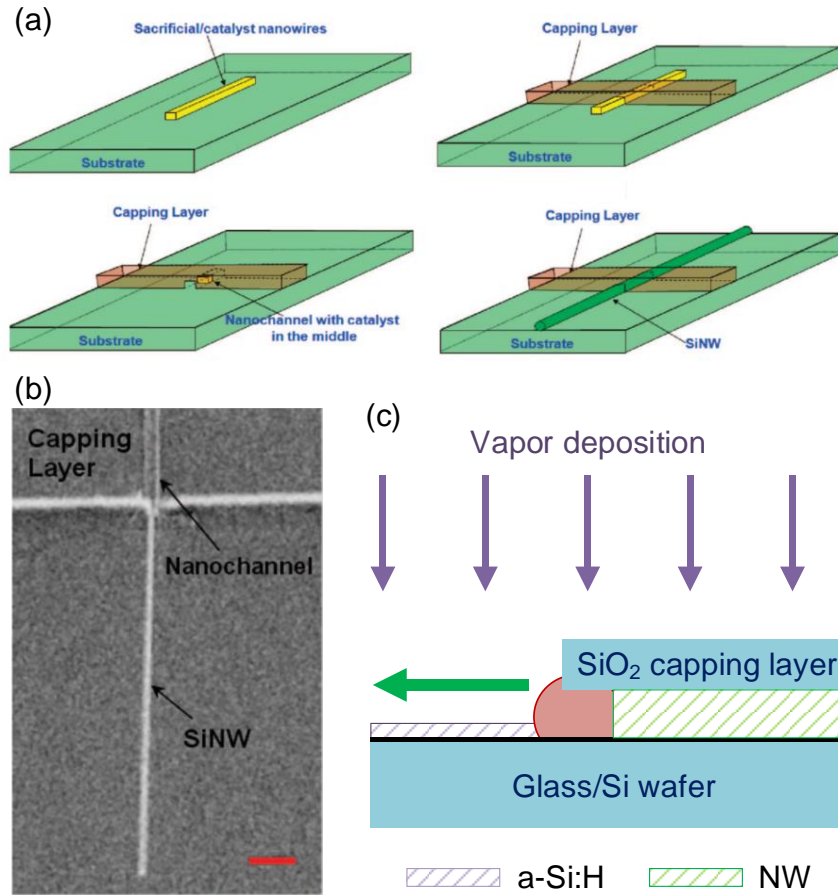 (a)
Sacrificial/catalyst nanowires
Substrate
Capping Layer
Substrate
Capping Layer
Nanochannel with catalyst
in the middle
Substrate
Capping Layer
SiNW
Substrate
(b)
Capping
Layer
Nanochannel
SiNW
(c)
Vapor deposition
SiO₂ capping layer
Glass/Si wafer
a-Si:H
NW